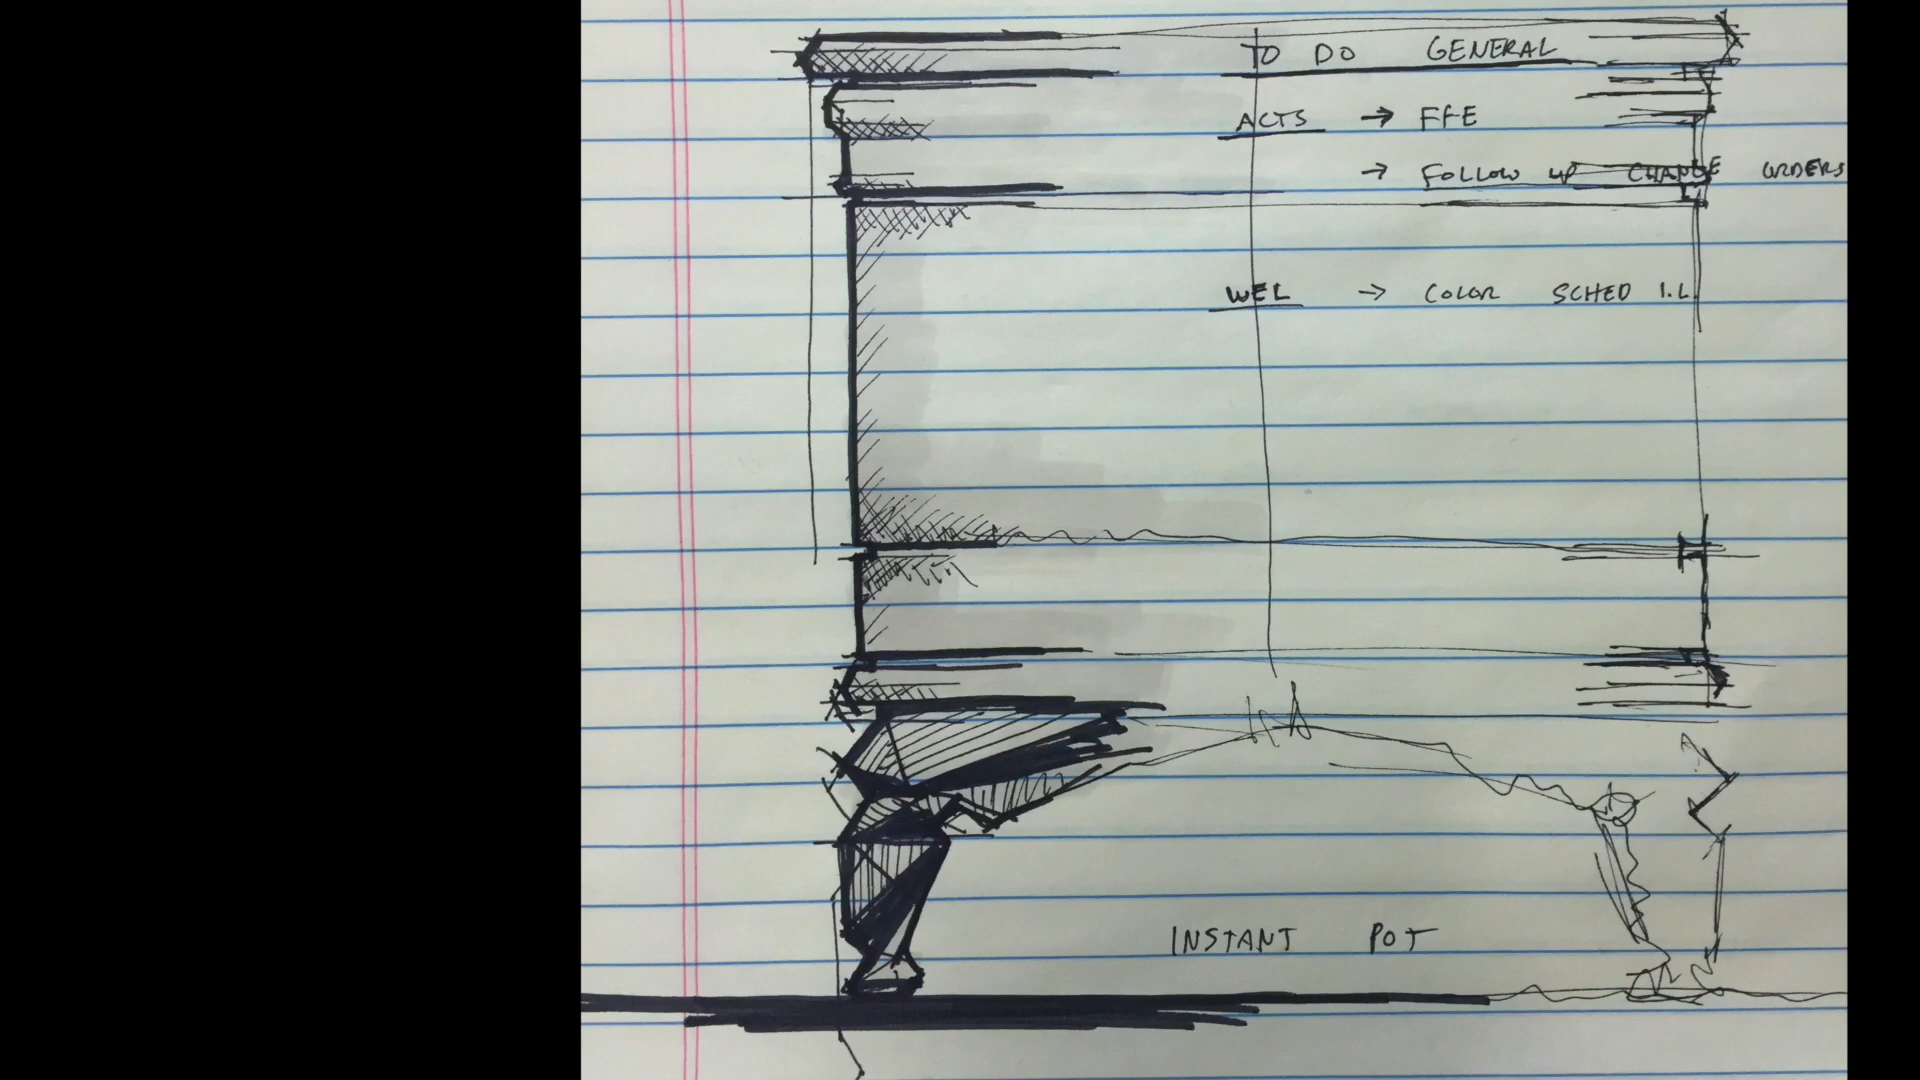 TO DO GENERAL
ACTS → FFE
→ FOLLOW UP CHANGE ORDERS
WEL → COLOR SCHED I.L.
INSTANT POT